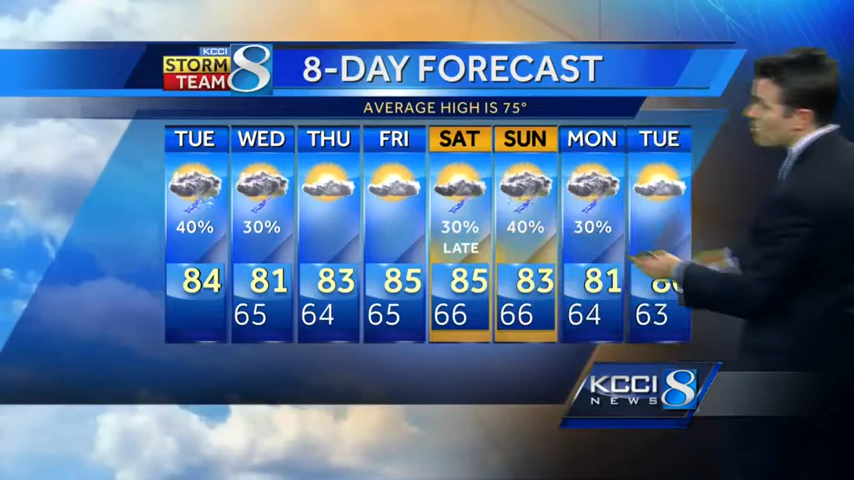 KCCI
STORM
TEAM
8
8-DAY FORECAST
AVERAGE HIGH IS 75°
TUE WED THU FRI SAT SUN MON TUE
40% 30% 30% 40% 30%
LATE
84 81 83 85 85 83 81
65 64 65 66 66 64 63
KCCI 8
NEWS